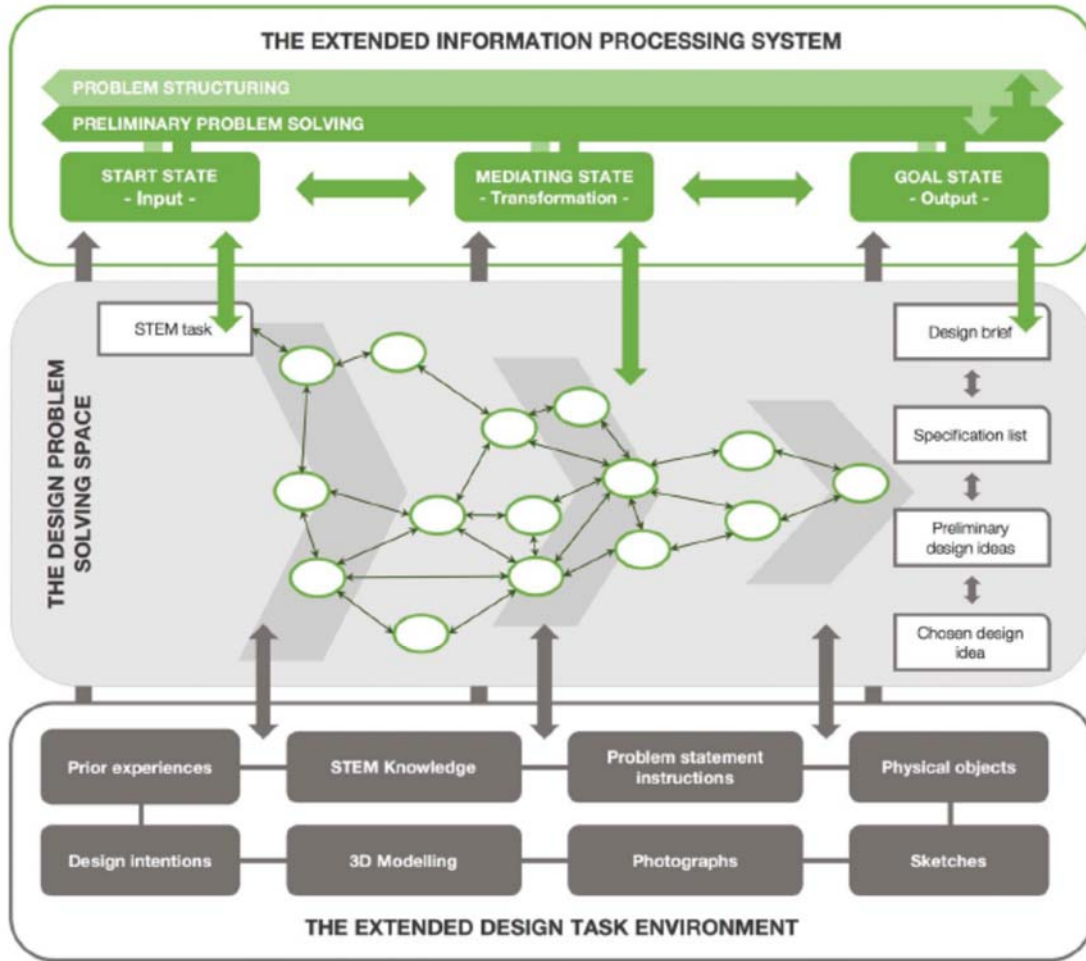 THE EXTENDED INFORMATION PROCESSING SYSTEM
PROBLEM STRUCTURING
PRELIMINARY PROBLEM SOLVING
START STATE
- Input -
MEDIATING STATE
- Transformation -
GOAL STATE
- Output -
THE DESIGN PROBLEM
SOLVING SPACE
STEM task
Design brief
Specification list
Preliminary
design ideas
Chosen design
idea
Prior experiences
STEM Knowledge
Problem statement
instructions
Physical objects
Design intentions
3D Modelling
Photographs
Sketches
THE EXTENDED DESIGN TASK ENVIRONMENT